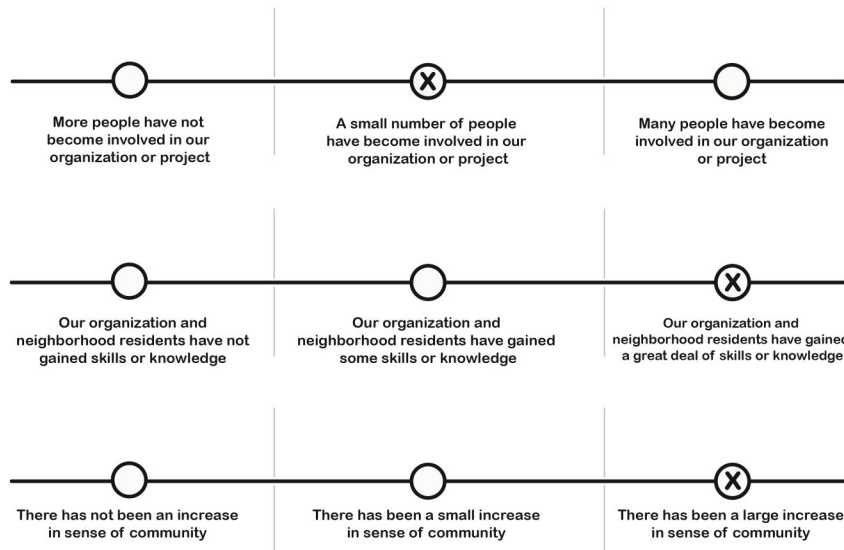 X
More people have not
become involved in our
organization or project
A small number of people
have become involved in our
organization or project
Many people have become
involved in our organization
or project
X
Our organization and
neighborhood residents have not
gained skills or knowledge
Our organization and
neighborhood residents have gained
some skills or knowledge
Our organization and
neighborhood residents have gained
a great deal of skills or knowledge
X
There has not been an increase
in sense of community
There has been a small increase
in sense of community
There has been a large increase
in sense of community